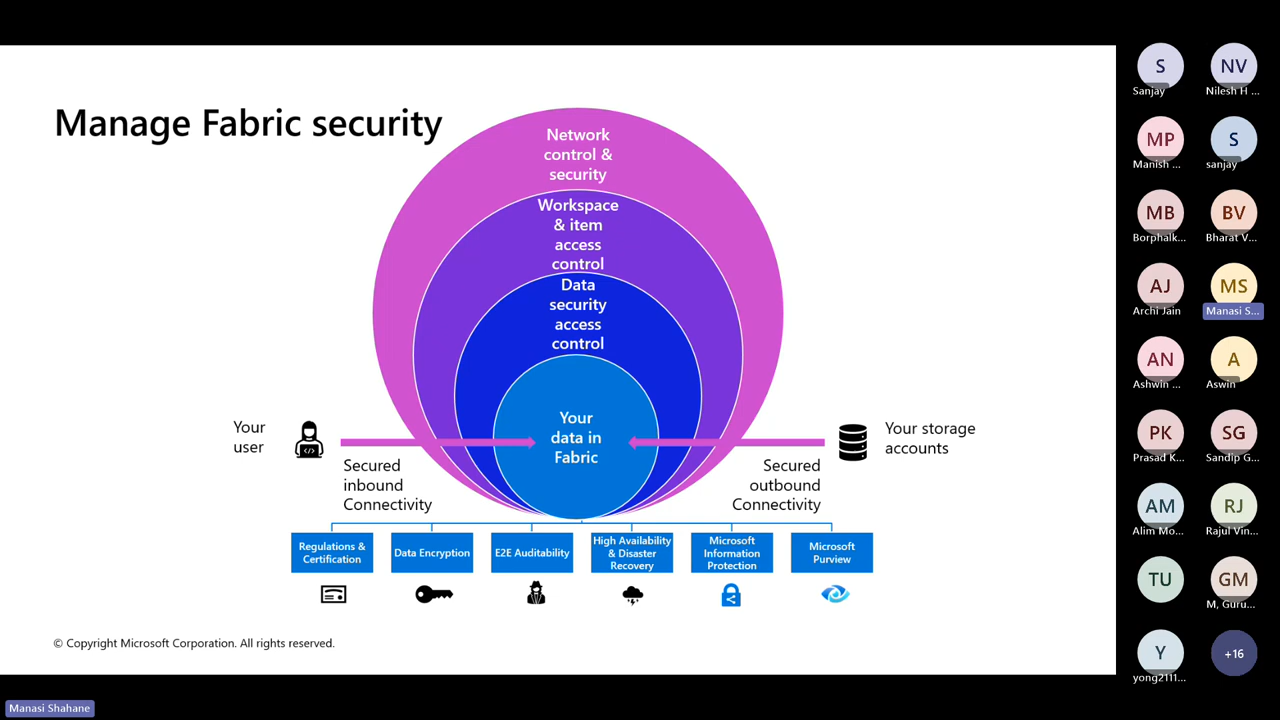 Manage Fabric security
Network
control &
security
Workspace
& item
access
control
Data
security
access
control
Your
data in
Fabric
Your
user
Secured
inbound
Connectivity
Your storage
accounts
Secured
outbound
Connectivity
Regulations &
Certification
Data Encryption
E2E Auditability
High Availability
& Disaster
Recovery
Microsoft
Information
Protection
Microsoft
Purview
© Copyright Microsoft Corporation. All rights reserved.
S
Sanjay
NV
Nilesh H ...
MP
Manish ...
S
sanjay
MB
Borphalk...
BV
Bharat V...
AJ
Archi Jain
MS
Manasi S...
AN
Ashwin ...
A
Aswin
PK
Prasad K...
SG
Sandip G...
AM
Alim Mo...
RJ
Rajul Vin...
TU
GM
M, Guru...
Y
yong2111...
+16
Manasi Shahane